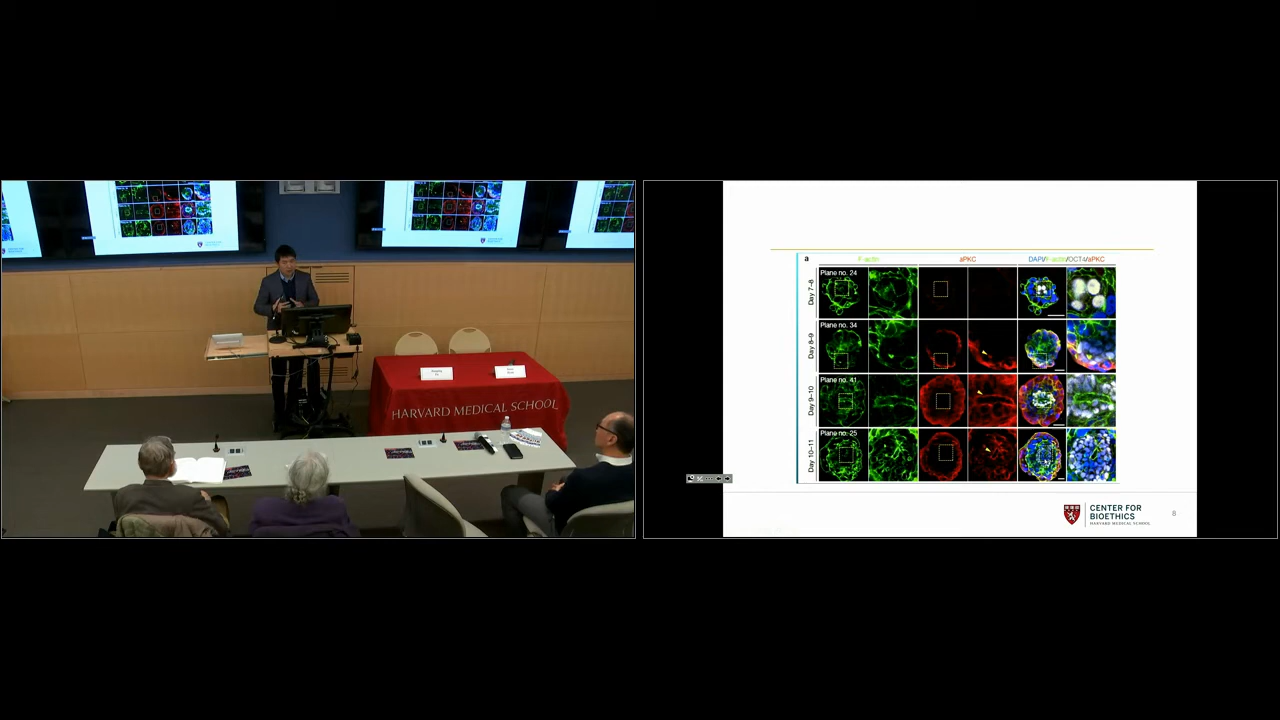 HARVARD MEDICAL SCHOOL
a
F-actin
aPKC
DAPI/F-actin/OCT4/aPKC
Day 7–8
Plane no. 24
Day 8–9
Plane no. 34
Day 9–10
Plane no. 41
Day 10–11
Plane no. 25
CENTER FOR
BIOETHICS
HARVARD MEDICAL SCHOOL
8